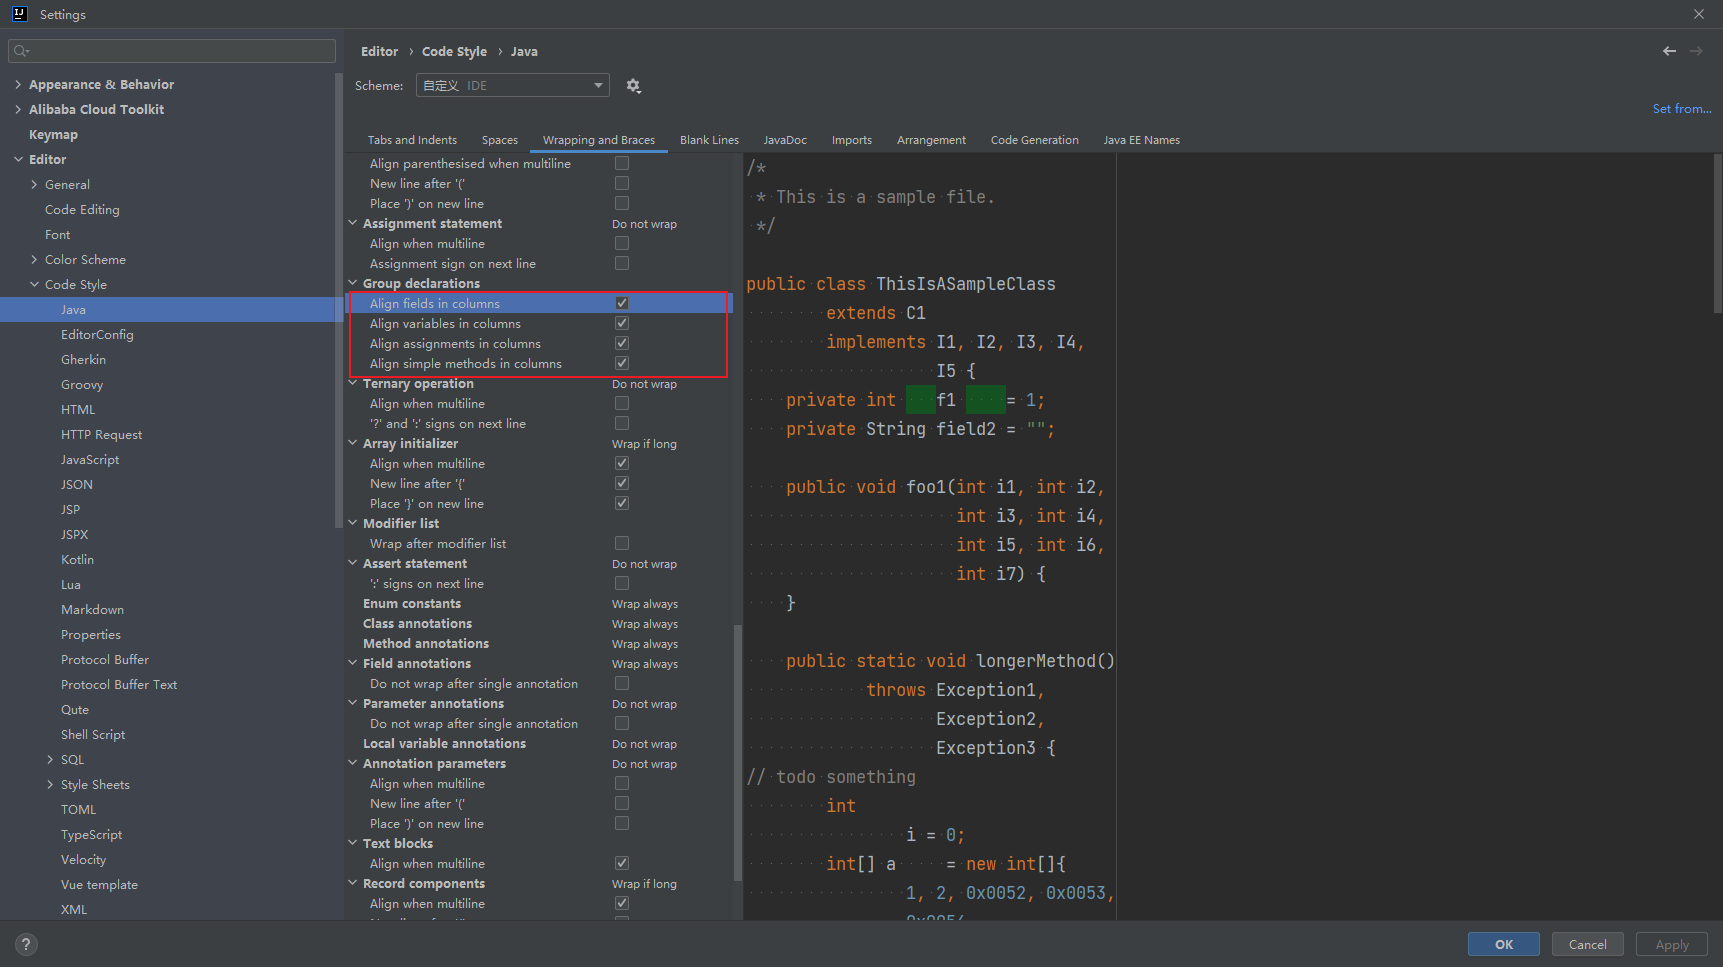 Settings
Appearance & Behavior
Alibaba Cloud Toolkit
Keymap
Editor
General
Code Editing
Font
Color Scheme
Code Style
Java
EditorConfig
Gherkin
Groovy
HTML
HTTP Request
JavaScript
JSON
JSP
JSPX
Kotlin
Lua
Markdown
Properties
Protocol Buffer
Protocol Buffer Text
Qute
Shell Script
SQL
Style Sheets
TOML
TypeScript
Velocity
Vue template
XML
Editor › Code Style › Java
Scheme: 自定义 IDE
Set from...
Tabs and Indents Spaces Wrapping and Braces Blank Lines JavaDoc Imports Arrangement Code Generation Java EE Names
Align parenthesised when multiline
New line after '('
Place ')' on new line
Assignment statement Do not wrap
Align when multiline
Assignment sign on next line
Group declarations
Align fields in columns
Align variables in columns
Align assignments in columns
Align simple methods in columns
Ternary operation Do not wrap
Align when multiline
'?' and ':' signs on next line
Array initializer Wrap if long
Align when multiline
New line after '{'
Place '}' on new line
Modifier list
Wrap after modifier list
Assert statement Do not wrap
':' signs on next line
Enum constants Wrap always
Class annotations Wrap always
Method annotations Wrap always
Field annotations Wrap always
Do not wrap after single annotation
Parameter annotations Do not wrap
Do not wrap after single annotation
Local variable annotations Do not wrap
Annotation parameters Do not wrap
Align when multiline
New line after '('
Place ')' on new line
Text blocks
Align when multiline
Record components Wrap if long
Align when multiline
/*
* This is a sample file.
*/
public class ThisIsASampleClass
extends C1
implements I1, I2, I3, I4,
I5 {
private int f1 = 1;
private String field2 = "";
public void foo1(int i1, int i2,
int i3, int i4,
int i5, int i6,
int i7) {
}
public static void longerMethod()
throws Exception1,
Exception2,
Exception3 {
// todo something
int
i = 0;
int[] a = new int[]{
1, 2, 0x0052, 0x0053,
0x0054
? OK Cancel Apply